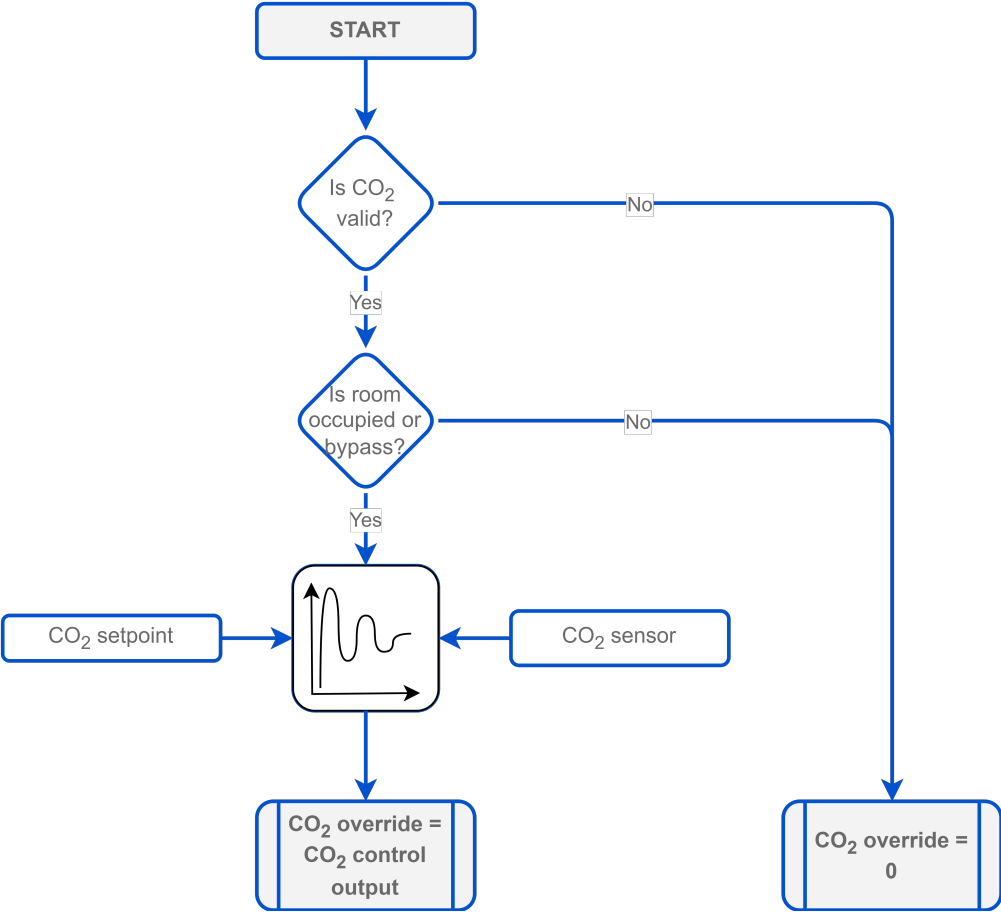 START
Is CO₂
valid?
No
Yes
Is room
occupied or
bypass?
No
Yes
CO₂ setpoint
CO₂ sensor
CO₂ override =
CO₂ control
output
CO₂ override =
0